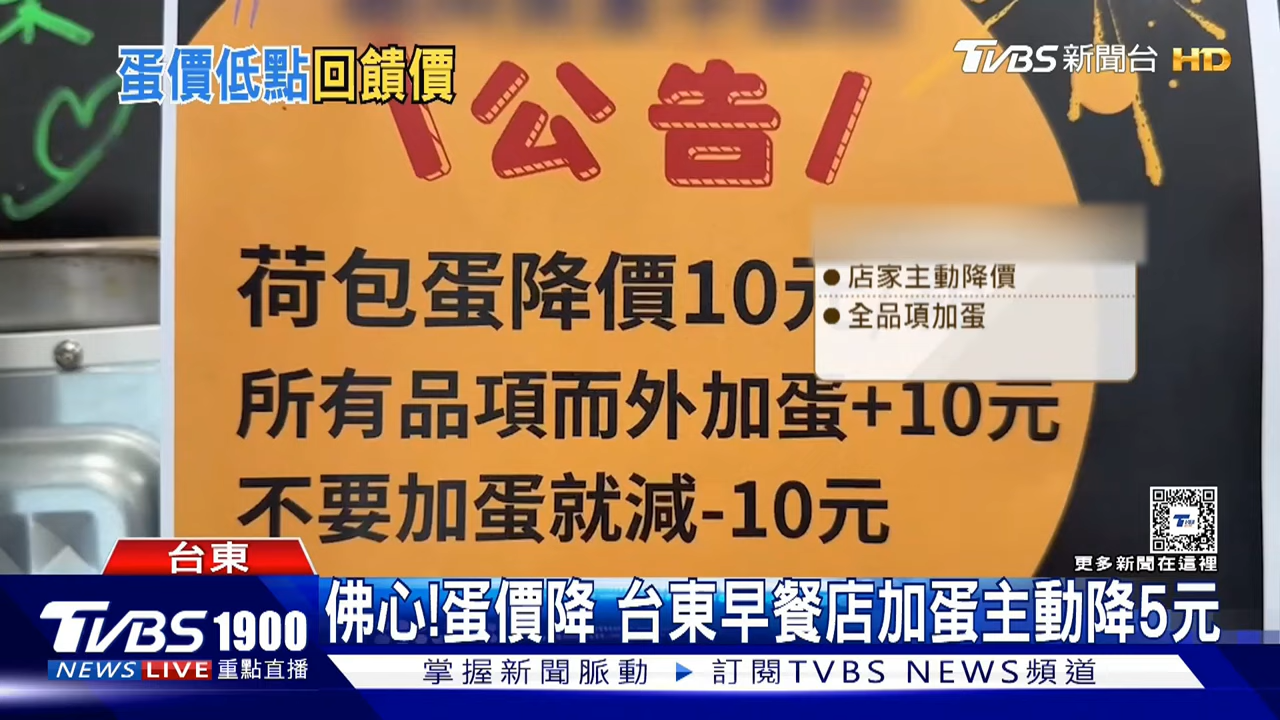 蛋價低點回饋價
TVBS新聞台 HD
公告
荷包蛋降價10元
店家主動降價
全品項加蛋
所有品項而外加蛋+10元
不要加蛋就減-10元
更多新聞在這裡
台東
佛心!蛋價降 台東早餐店加蛋主動降5元
TVBS 1900
NEWS LIVE 重點直播
掌握新聞脈動 ▶ 訂閱TVBS NEWS頻道